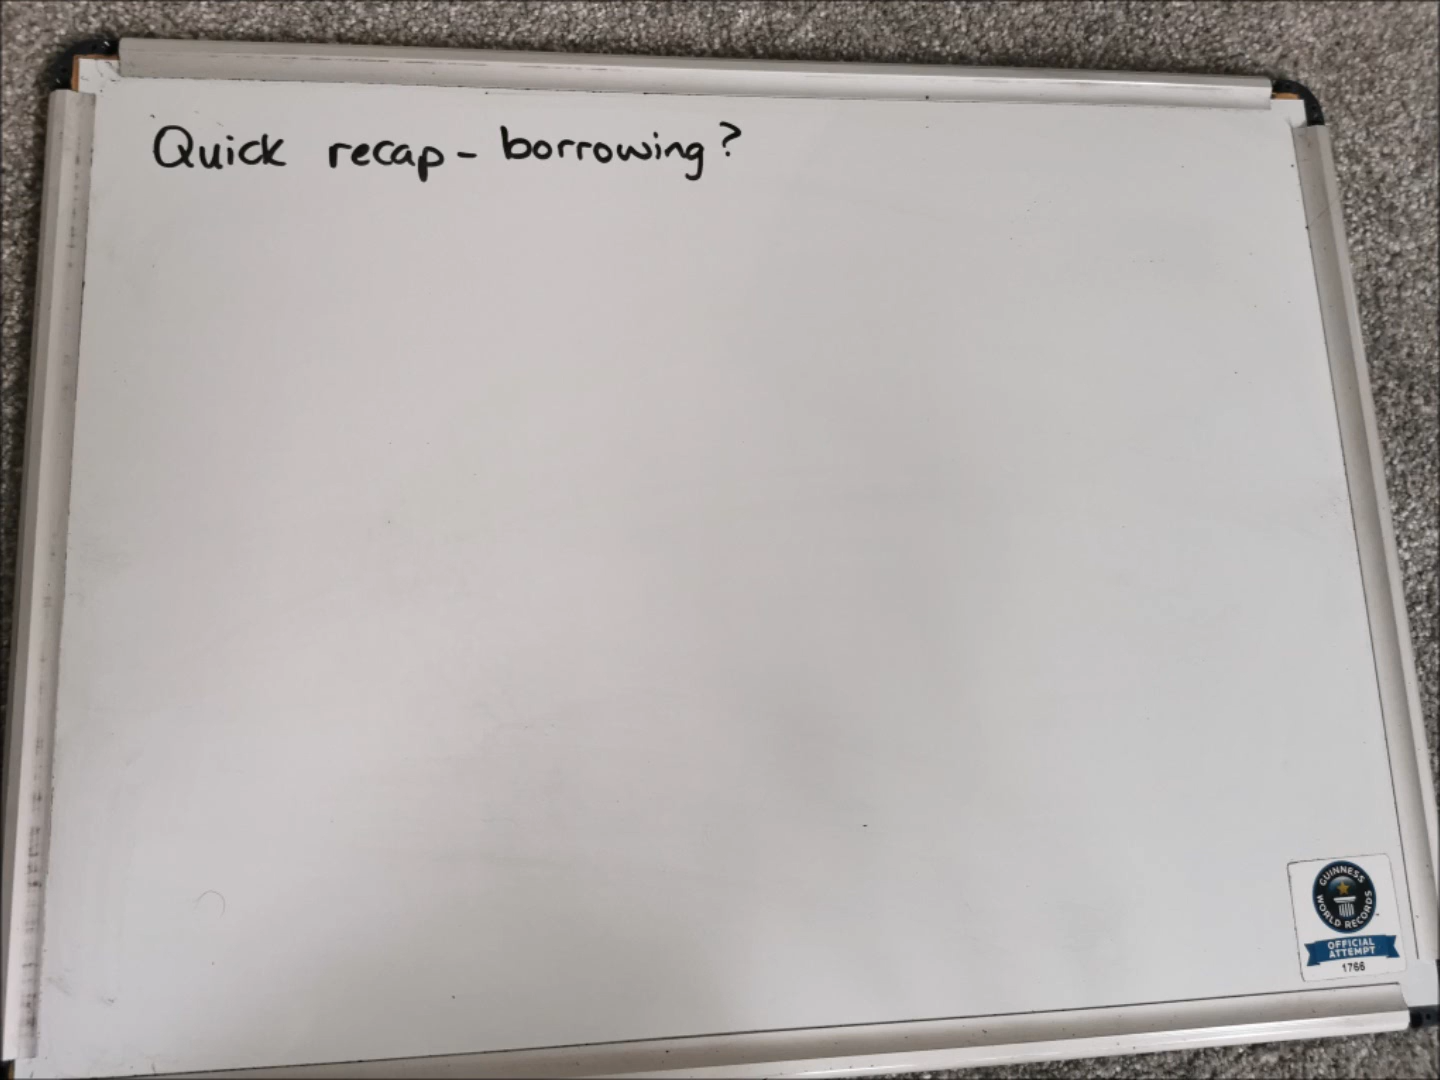 Quick recap - borrowing?
GUINNESS
WORLD RECORDS
OFFICIAL
ATTEMPT
1766